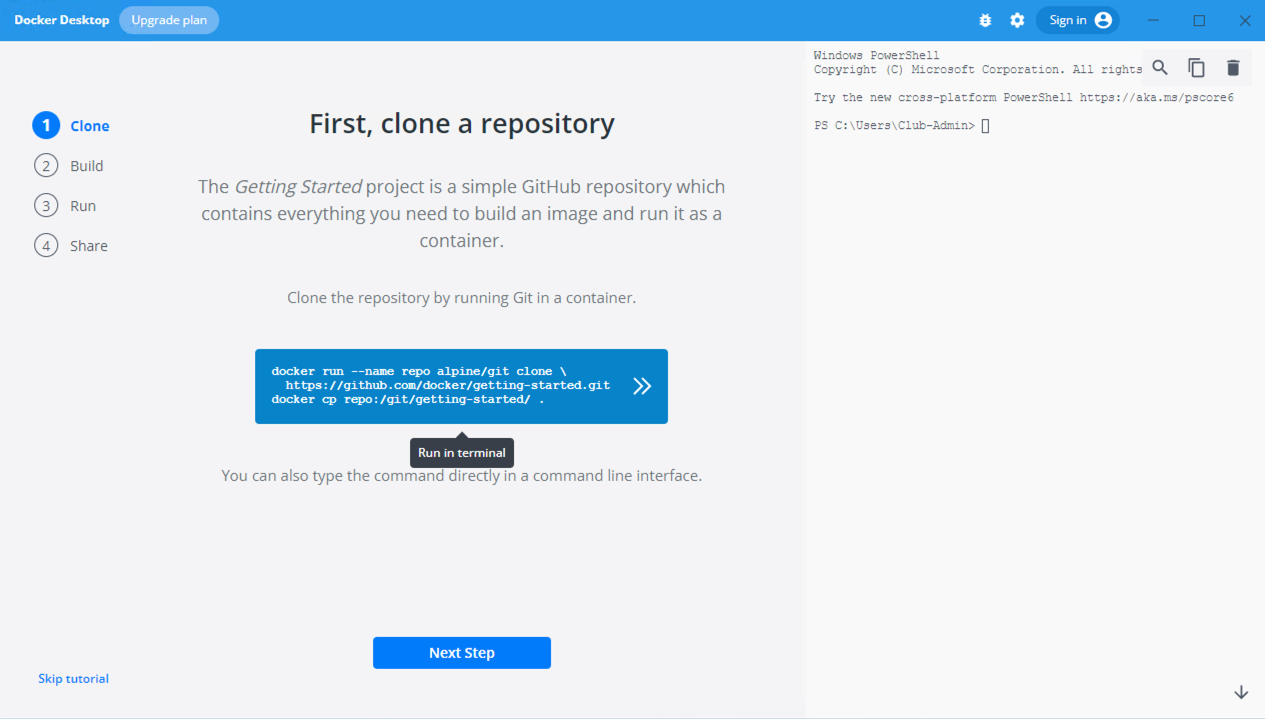 Docker Desktop
Upgrade plan
Sign in
1 Clone
2 Build
3 Run
4 Share
First, clone a repository
The Getting Started project is a simple GitHub repository which
contains everything you need to build an image and run it as a
container.
Clone the repository by running Git in a container.
docker run --name repo alpine/git clone \
https://github.com/docker/getting-started.git
docker cp repo:/git/getting-started/ .
Run in terminal
You can also type the command directly in a command line interface.
Next Step
Skip tutorial
Windows PowerShell
Copyright (C) Microsoft Corporation. All rights
Try the new cross-platform PowerShell https://aka.ms/pscore6
PS C:\Users\Club-Admin>